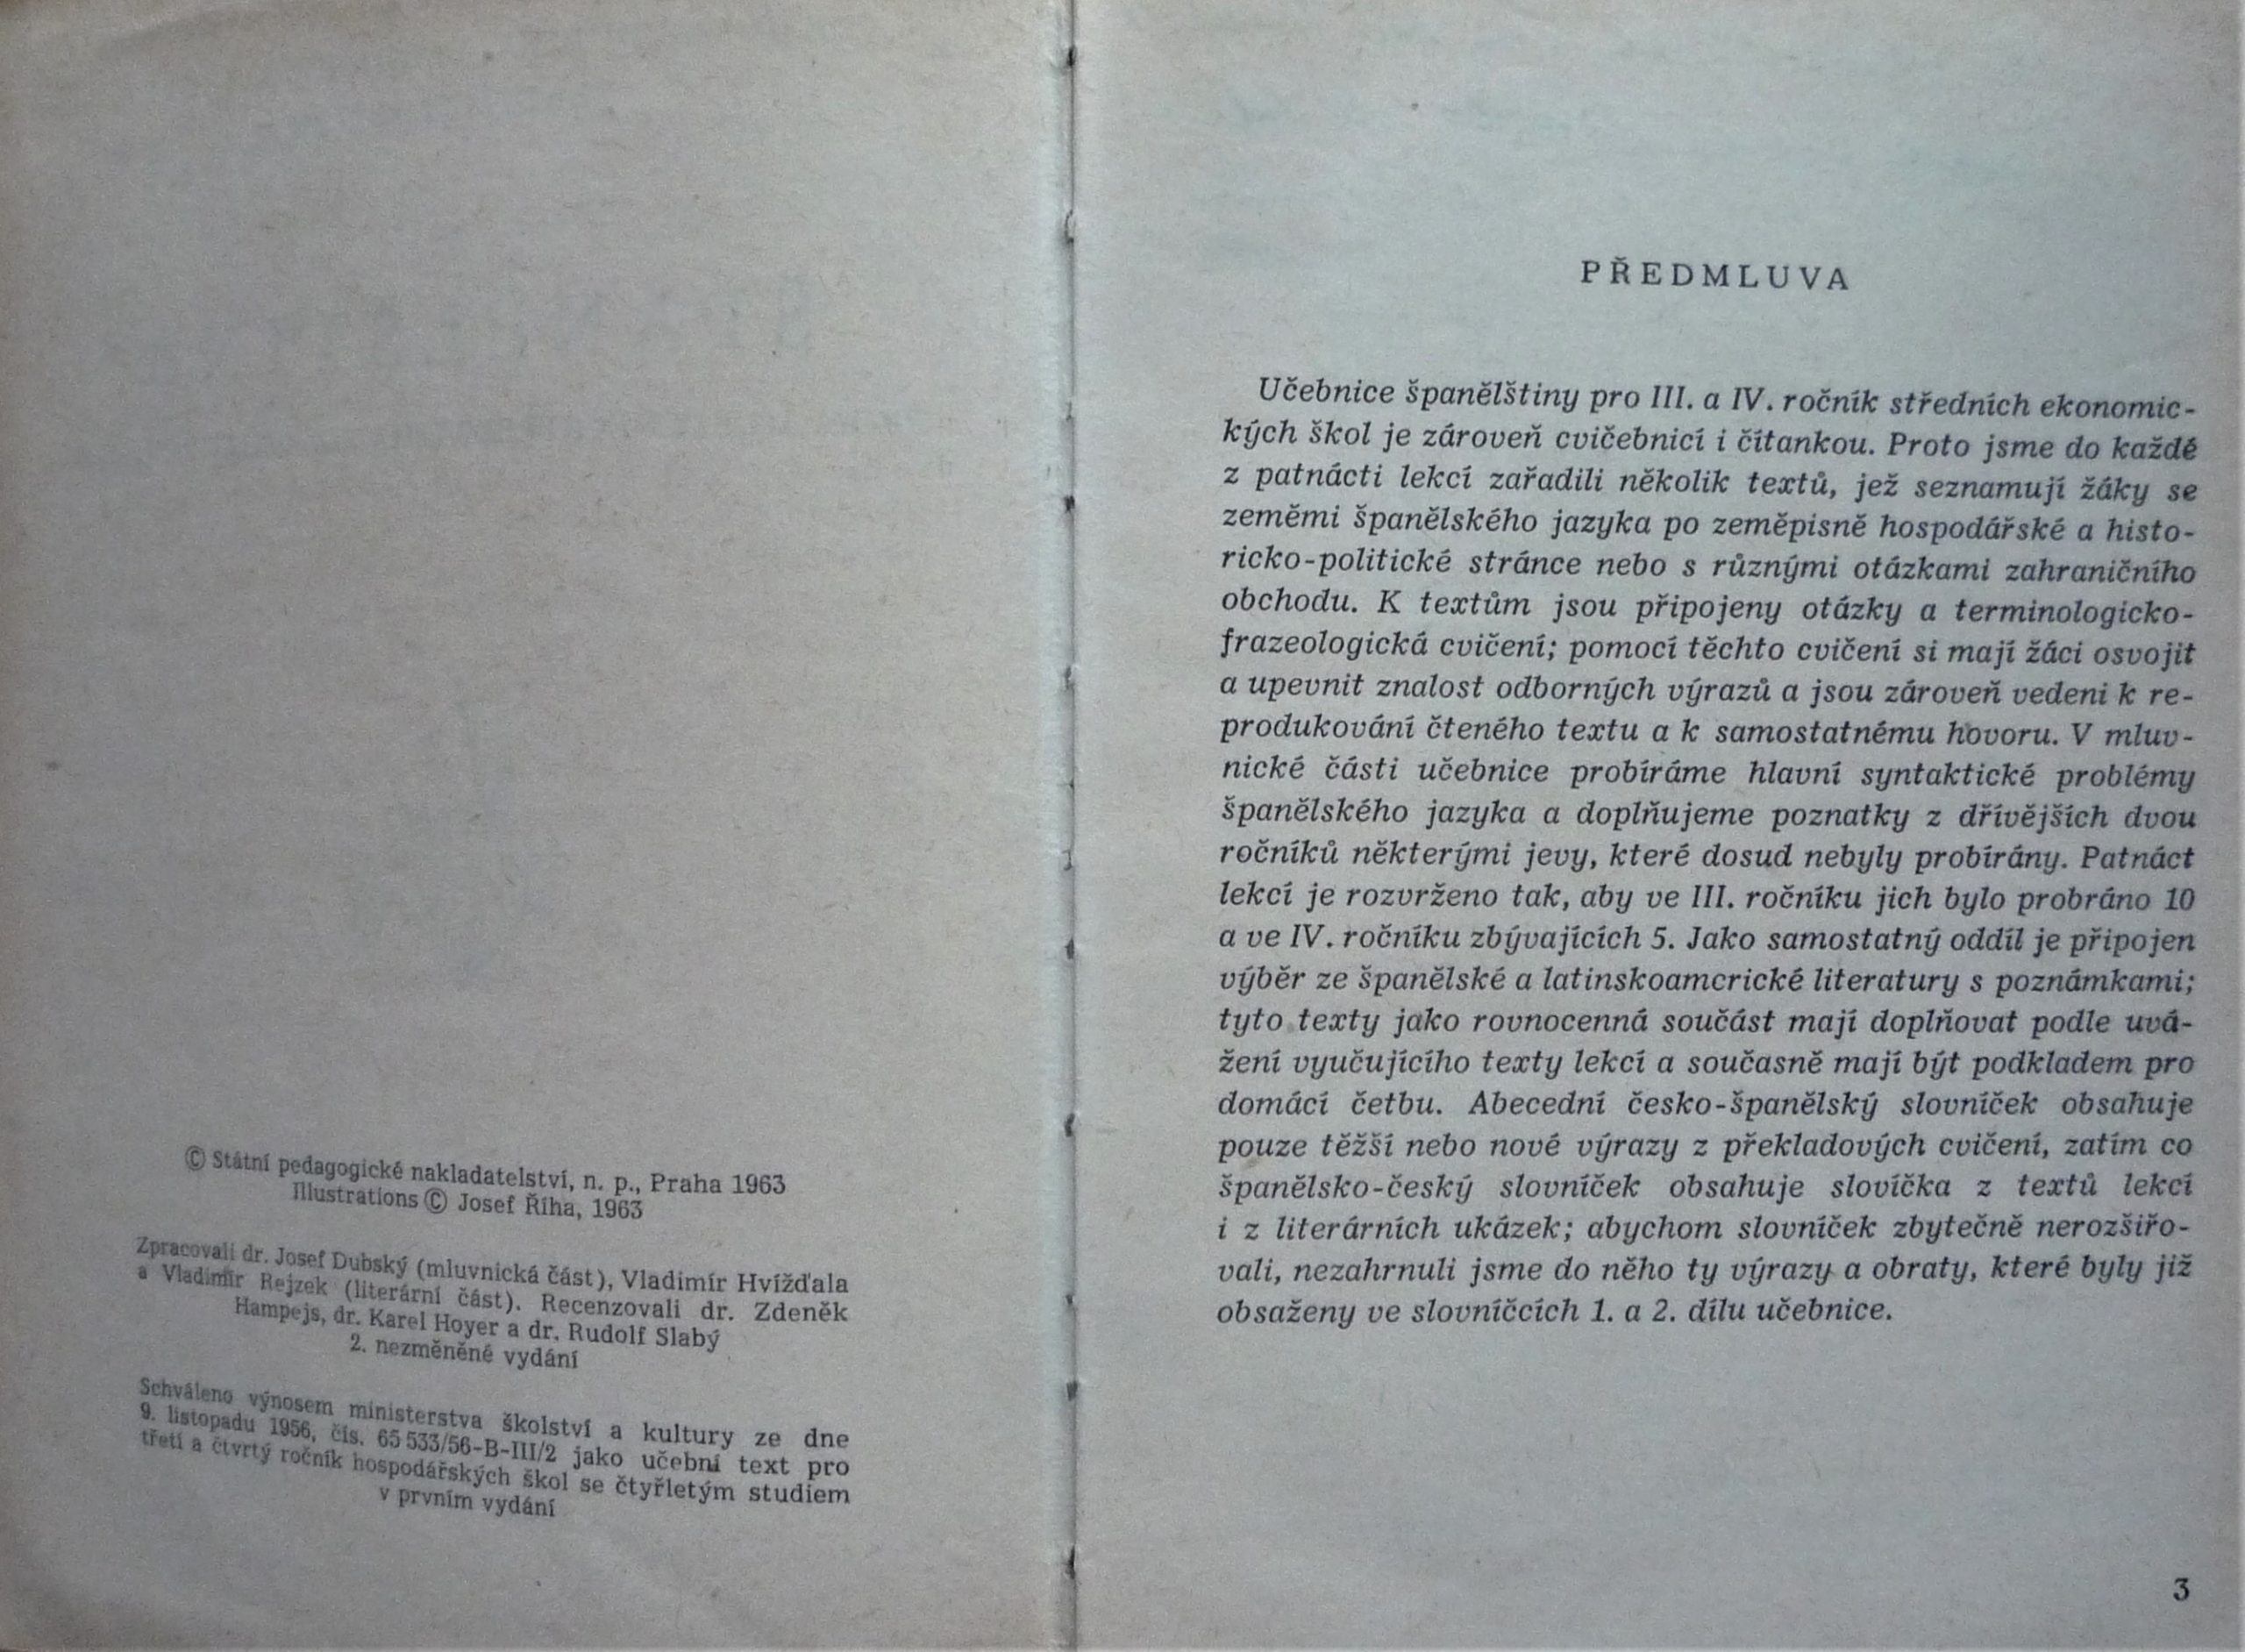 © Státní pedagogické nakladatelství, n. p., Praha 1963
Illustrations © Josef Říha, 1963
Zpracovali dr. Josef Dubský (mluvnická část), Vladimír Hvížďala
a Vladimír Rejzek (literární část). Recenzovali dr. Zdeněk
Hampejs, dr. Karel Hoyer a dr. Rudolf Slabý
2. nezměněné vydání
Schváleno výnosem ministerstva školství a kultury ze dne
9. listopadu 1956, čís. 65 533/56-B-III/2 jako učební text pro
třetí a čtvrtý ročník hospodářských škol se čtyřletým studiem
v prvním vydání
PŘEDMLUVA
Učebnice španělštiny pro III. a IV. ročník středních ekonomic-
kých škol je zároveň cvičebnicí i čítankou. Proto jsme do každé
z patnácti lekcí zařadili několik textů, jež seznamují žáky se
zeměmi španělského jazyka po zeměpisně hospodářské a histo-
ricko-politické stránce nebo s různými otázkami zahraničního
obchodu. K textům jsou připojeny otázky a terminologicko-
frazeologická cvičení; pomocí těchto cvičení si mají žáci osvojit
a upevnit znalost odborných výrazů a jsou zároveň vedeni k re-
produkování čteného textu a k samostatnému hovoru. V mluv-
nické části učebnice probíráme hlavní syntaktické problémy
španělského jazyka a doplňujeme poznatky z dřívějších dvou
ročníků některými jevy, které dosud nebyly probírány. Patnáct
lekcí je rozvrženo tak, aby ve III. ročníku jich bylo probráno 10
a ve IV. ročníku zbývajících 5. Jako samostatný oddíl je připojen
výběr ze španělské a latinskoamcrické literatury s poznámkami;
tyto texty jako rovnocenná součást mají doplňovat podle uvá-
žení vyučujícího texty lekcí a současně mají být podkladem pro
domácí četbu. Abecední česko-španělský slovníček obsahuje
pouze těžší nebo nové výrazy z překladových cvičení, zatím co
španělsko-český slovníček obsahuje slovíčka z textů lekcí
i z literárních ukázek; abychom slovníček zbytečně nerozšiřo-
vali, nezahrnuli jsme do něho ty výrazy a obraty, které byly již
obsaženy ve slovníčcích 1. a 2. dílu učebnice.
3